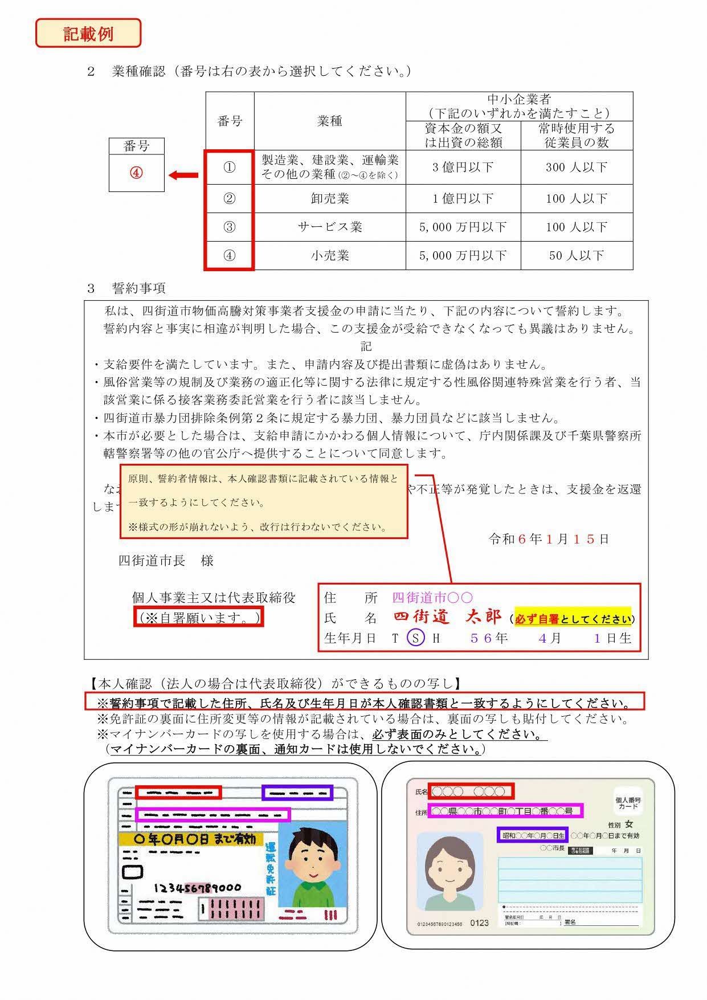 記載例
２　業種確認（番号は右の表から選択してください。）
番号
④
番号　業種　中小企業者（下記のいずれかを満たすこと）
資本金の額又は出資の総額　常時使用する従業員の数
①　製造業、建設業、運輸業その他の業種（②～④を除く）　3 億円以下　300 人以下
②　卸売業　1 億円以下　100 人以下
③　サービス業　5,000 万円以下　100 人以下
④　小売業　5,000 万円以下　50 人以下
３　誓約事項
私は、四街道市物価高騰対策事業者支援金の申請に当たり、下記の内容について誓約します。
誓約内容と事実に相違が判明した場合、この支援金が受給できなくなっても異議はありません。
記
・支給要件を満たしています。また、申請内容及び提出書類に虚偽はありません。
・風俗営業等の規制及び業務の適正化等に関する法律に規定する性風俗関連特殊営業を行う者、当
該営業に係る接客業務委託営業を行う者に該当しません。
・四街道市暴力団排除条例第２条に規定する暴力団、暴力団員などに該当しません。
・本市が必要とした場合は、支給申請にかかわる個人情報について、庁内関係課及び千葉県警察所
轄警察署等の他の官公庁へ提供することについて同意します。
原則、誓約者情報は、本人確認書類に記載されている情報と
一致するようにしてください。
※様式の形が崩れないよう、改行は行わないでください。
な
や不正等が発覚したときは、支援金を返還
しま
令和６年１月１５日
四街道市長　様
個人事業主又は代表取締役
（※自署願います。）
住　　所　四街道市〇〇
氏　　名　四街道　太郎（必ず自署としてください）
生年月日　T Ⓢ H　５６年　４月　１日生
【本人確認（法人の場合は代表取締役）ができるものの写し】
※誓約事項で記載した住所、氏名及び生年月日が本人確認書類と一致するようにしてください。
※免許証の裏面に住所変更等の情報が記載されている場合は、裏面の写しも貼付してください。
※マイナンバーカードの写しを使用する場合は、必ず表面のみとしてください。
（マイナンバーカードの裏面、通知カードは使用しないでください。）
〇年〇月〇日まで有効
運転免許証
123456789000
氏名　〇〇〇　〇〇〇
個人番号カード
住所　〇〇県〇〇市〇〇町〇丁目〇番〇〇号
性別　女
昭和〇〇年〇月〇日生　〇〇年〇月〇日まで有効
〇〇市長　年　月　日
署名年月日　年　月　日
署名
01234567890123456　0123